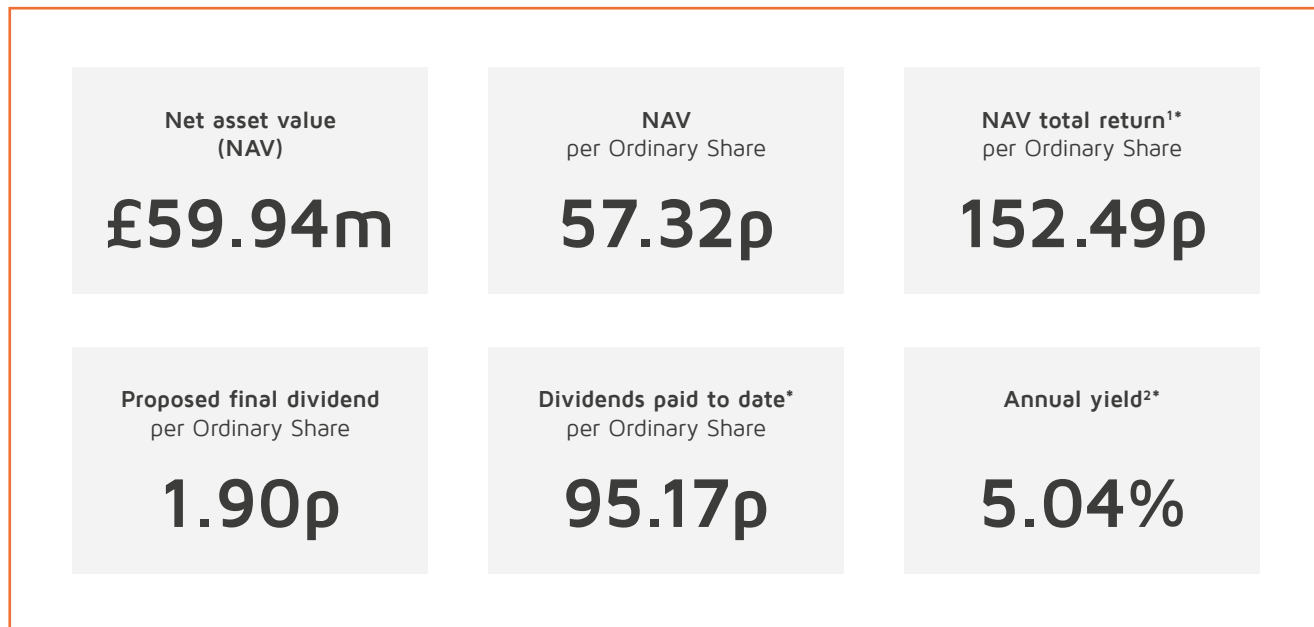 Net asset value
(NAV)
£59.94m
NAV
per Ordinary Share
57.32p
NAV total return¹*
per Ordinary Share
152.49p
Proposed final dividend
per Ordinary Share
1.90p
Dividends paid to date*
per Ordinary Share
95.17p
Annual yield²*
5.04%